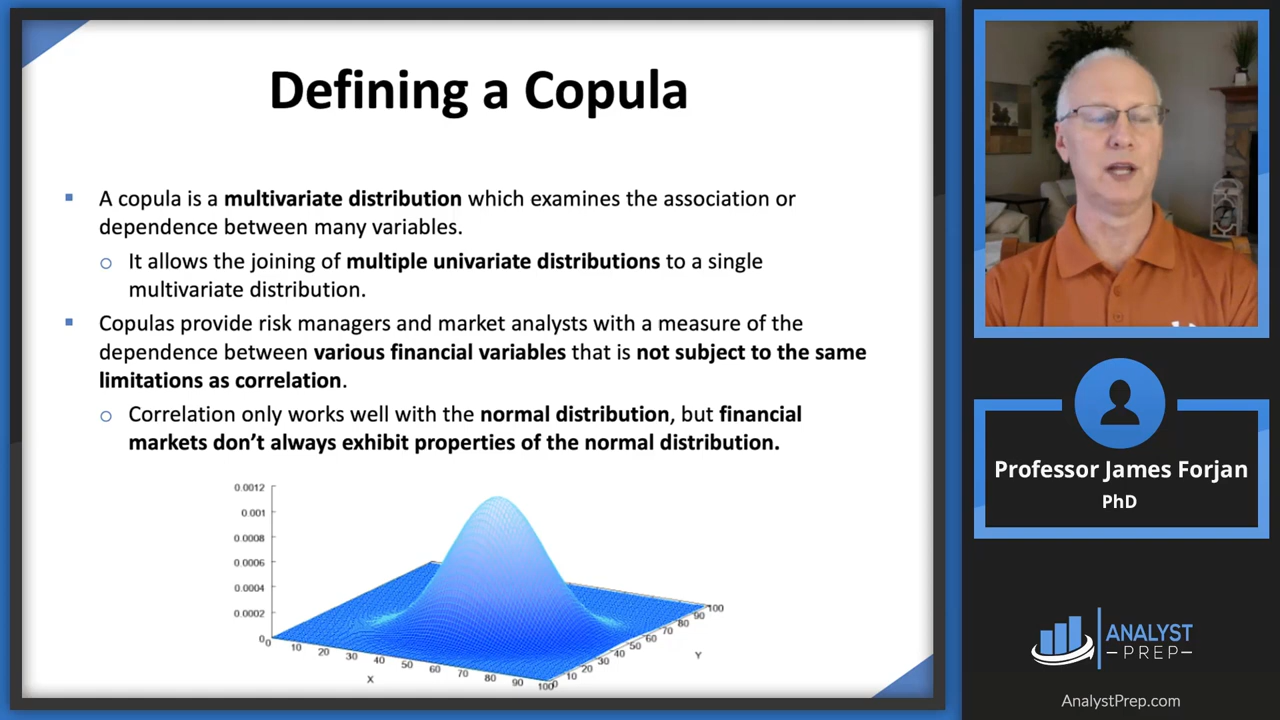 Defining a Copula
▪ A copula is a multivariate distribution which examines the association or
dependence between many variables.
o It allows the joining of multiple univariate distributions to a single
multivariate distribution.
▪ Copulas provide risk managers and market analysts with a measure of the
dependence between various financial variables that is not subject to the same
limitations as correlation.
o Correlation only works well with the normal distribution, but financial
markets don’t always exhibit properties of the normal distribution.
0.0012
0.001
0.0008
0.0006
0.0004
0.0002
0
0 10 20 30 40 50 60 70 80 90 100
X
0 10 20 30 40 50 60 70 80 90 100
Y
Professor James Forjan
PhD
ANALYST
PREP
AnalystPrep.com